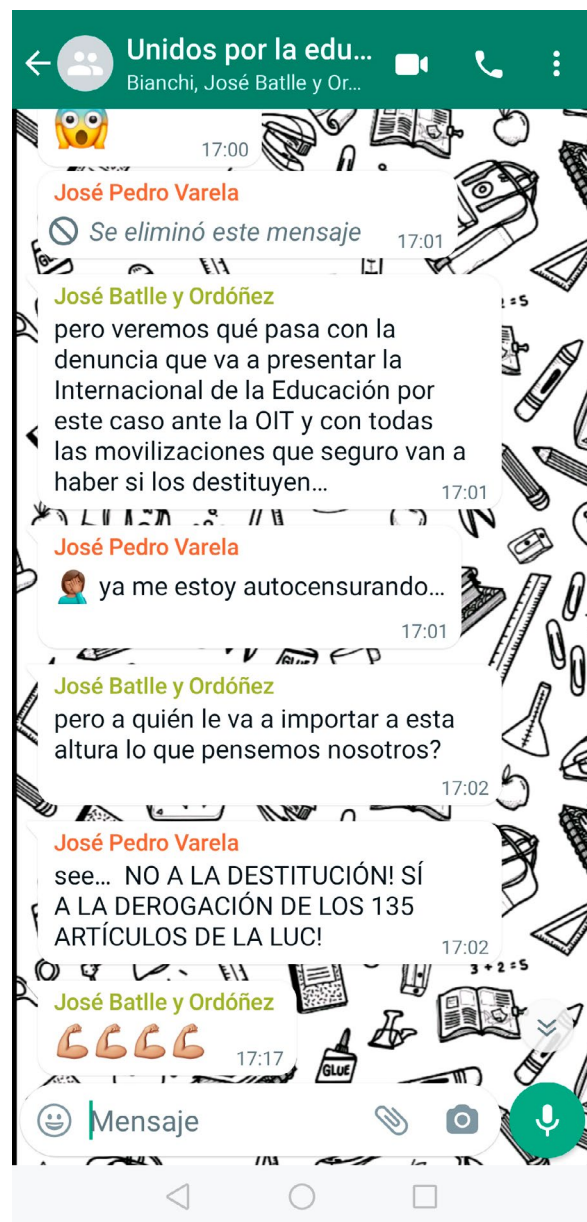 Unidos por la edu...
Bianchi, José Batlle y Or...
17:00
José Pedro Varela
Se eliminó este mensaje 17:01
José Batlle y Ordóñez
pero veremos qué pasa con la
denuncia que va a presentar la
Internacional de la Educación por
este caso ante la OIT y con todas
las movilizaciones que seguro van a
haber si los destituyen...
17:01
José Pedro Varela
ya me estoy autocensurando...
17:01
José Batlle y Ordóñez
pero a quién le va a importar a esta
altura lo que pensemos nosotros?
17:02
José Pedro Varela
see... NO A LA DESTITUCIÓN! SÍ
A LA DEROGACIÓN DE LOS 135
ARTÍCULOS DE LA LUC!
17:02
3 + 2 = 5
José Batlle y Ordóñez
17:17
GLUE
Mensaje